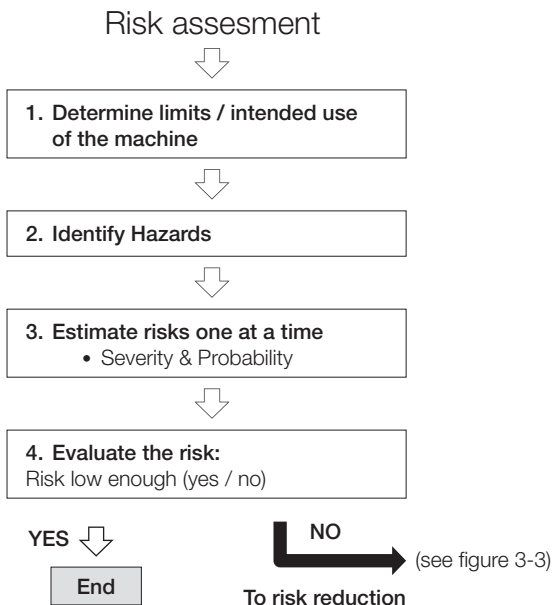 Risk assesment
1. Determine limits / intended use
of the machine
2. Identify Hazards
3. Estimate risks one at a time
• Severity & Probability
4. Evaluate the risk:
Risk low enough (yes / no)
YES
NO
(see figure 3-3)
End
To risk reduction